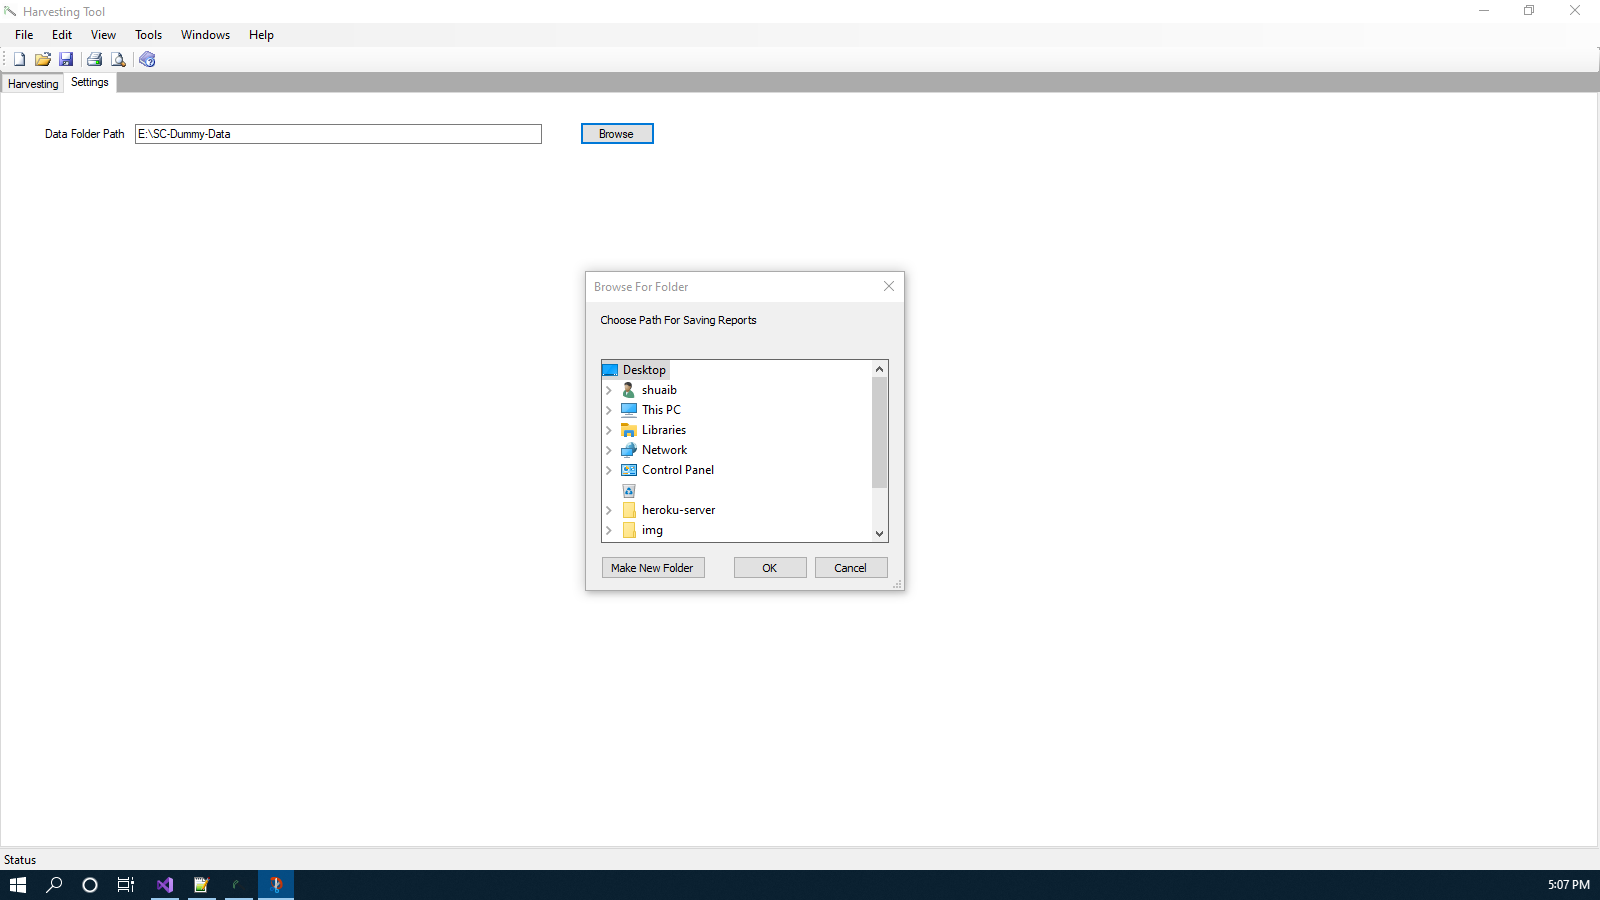 Harvesting Tool
File Edit View Tools Windows Help
Harvesting Settings
Data Folder Path E:\SC-Dummy-Data Browse
Browse For Folder
Choose Path For Saving Reports
Desktop
shuaib
This PC
Libraries
Network
Control Panel
heroku-server
img
Make New Folder OK Cancel
Status
5:07 PM